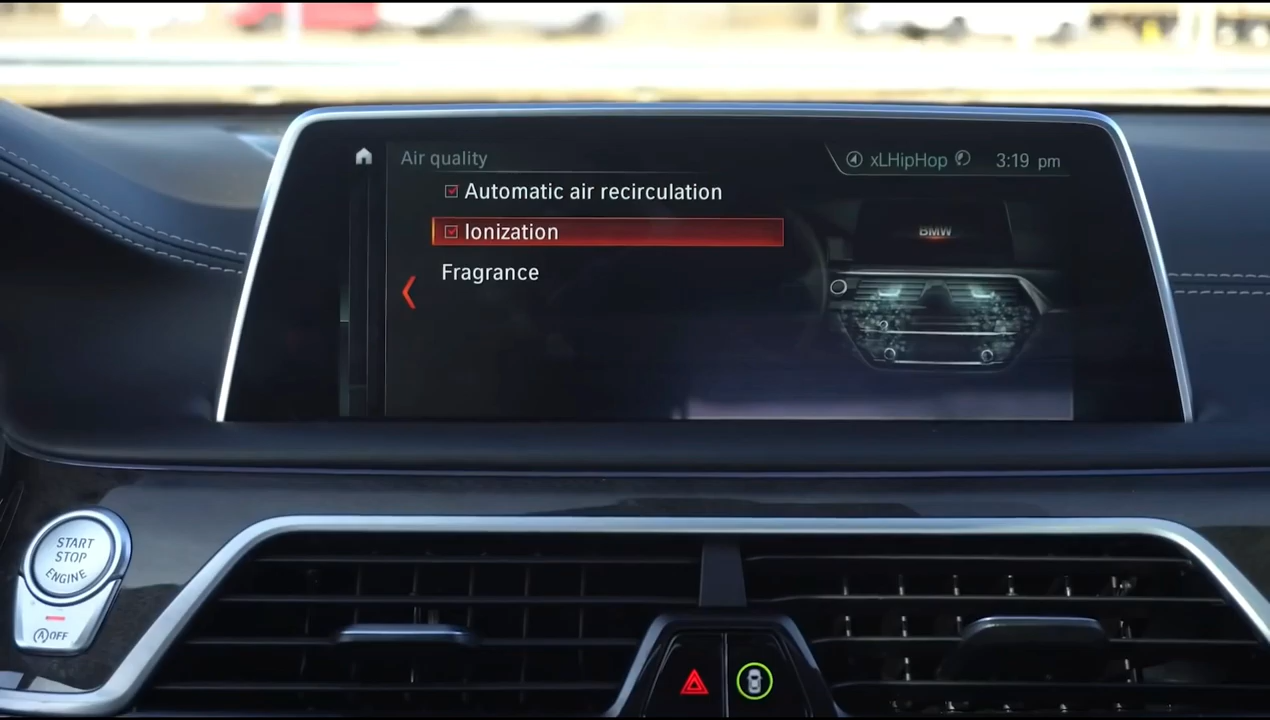 Air quality
xLHipHop 3:19 pm
Automatic air recirculation
Ionization
BMW
Fragrance
START
STOP
ENGINE
A OFF